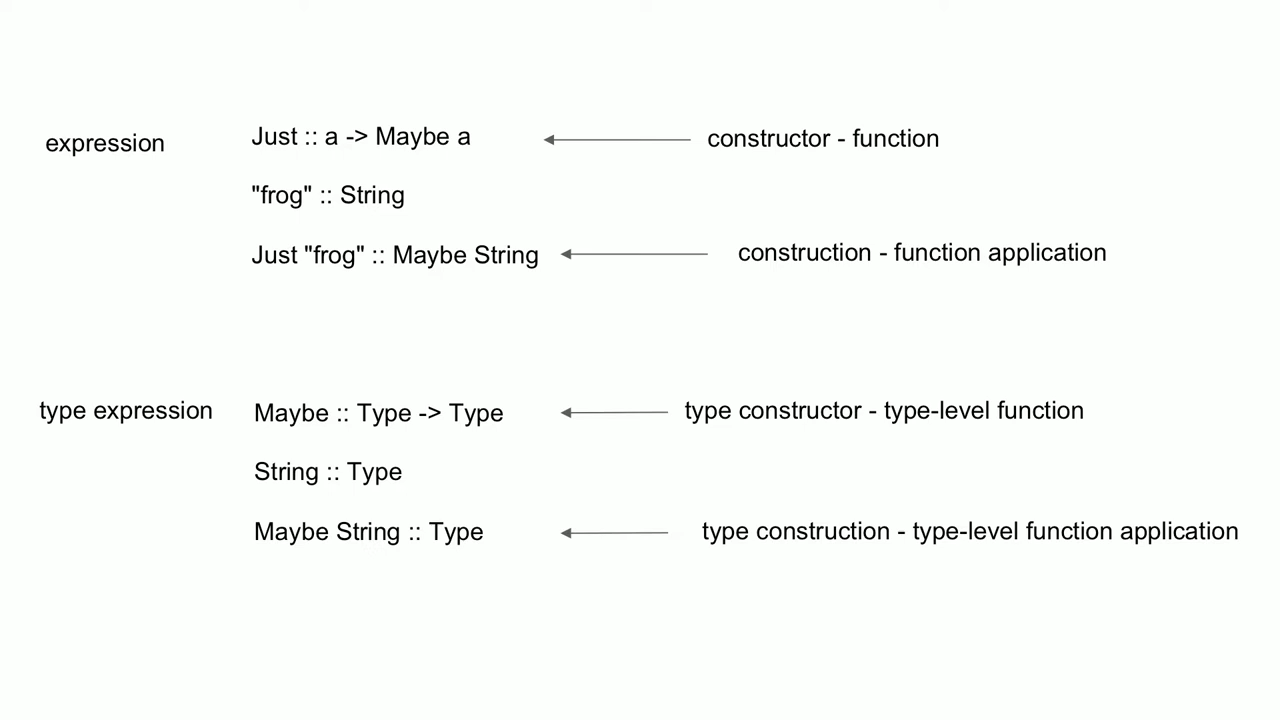 expression
Just :: a -> Maybe a
constructor - function
"frog" :: String
Just "frog" :: Maybe String
construction - function application
type expression
Maybe :: Type -> Type
type constructor - type-level function
String :: Type
Maybe String :: Type
type construction - type-level function application